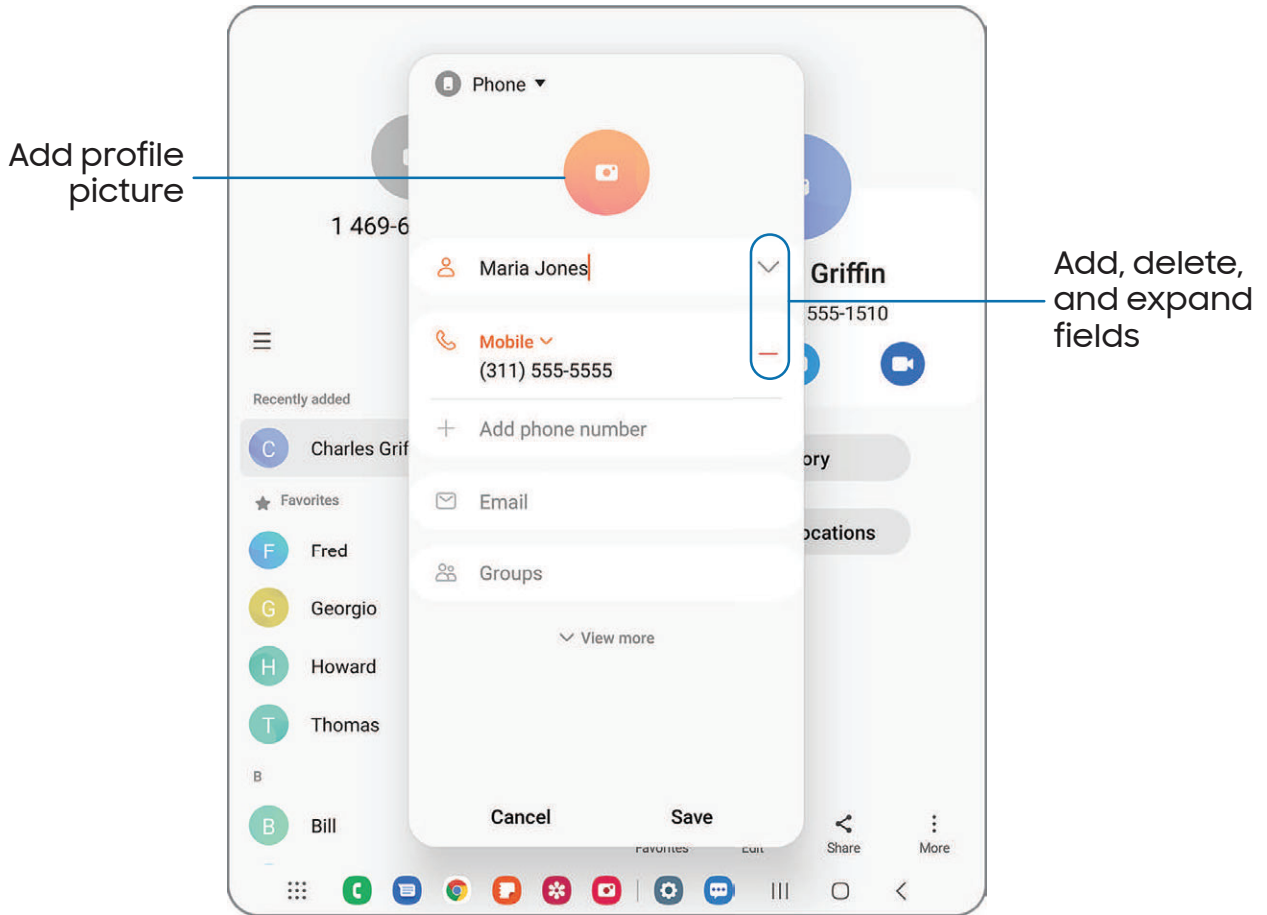 Phone
Add profile
picture
1 469-6
Maria Jones
Griffin
555-1510
Add, delete,
and expand
fields
Mobile
(311) 555-5555
Recently added
Add phone number
C
Charles Grif
ory
Favorites
Email
F
Fred
ocations
Groups
G
Georgio
View more
H
Howard
T
Thomas
B
Cancel
Save
B
Bill
Favorites
Edit
Share
More